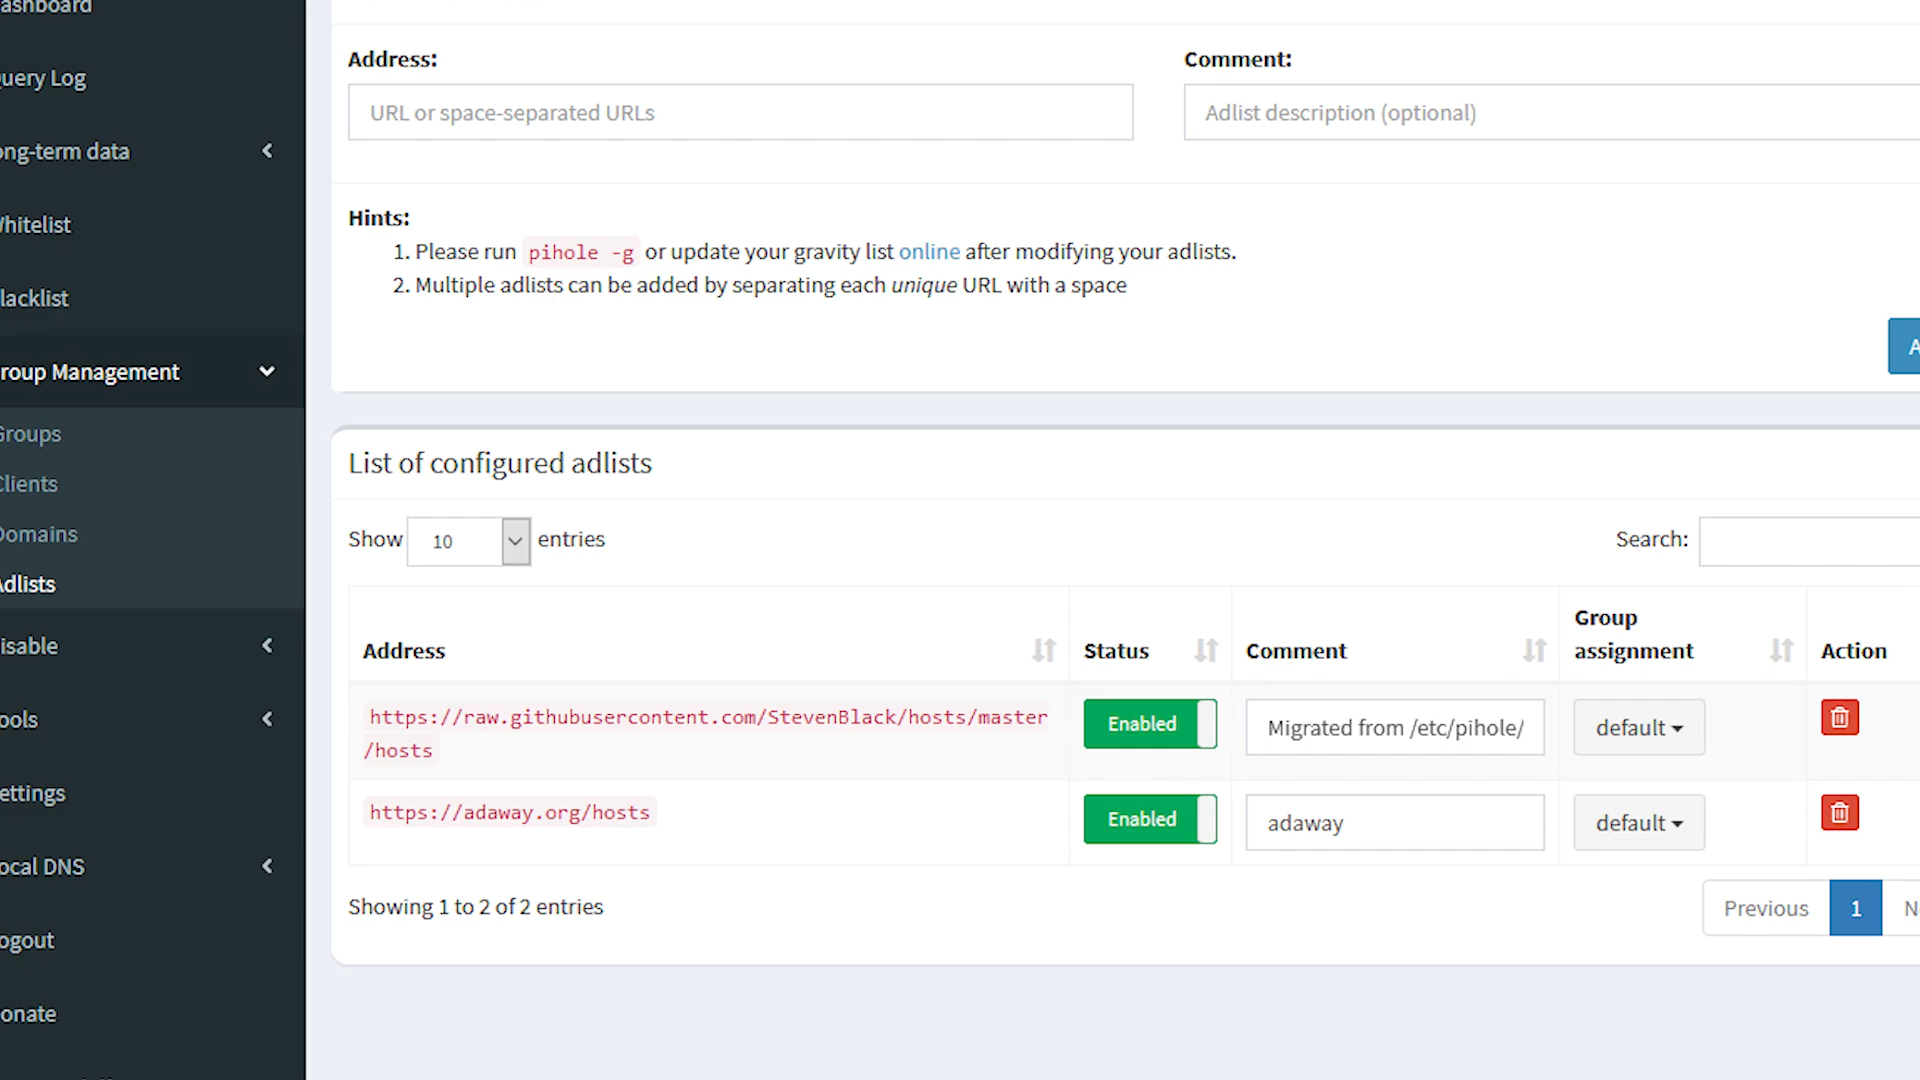 ashboard
uery Log
ong-term data
hitelist
lacklist
roup Management
Groups
Clients
Domains
Adlists
isable
ools
ettings
ocal DNS
ogout
onate
Address:
Comment:
URL or space-separated URLs
Adlist description (optional)
Hints:
1. Please run pihole -g or update your gravity list online after modifying your adlists.
2. Multiple adlists can be added by separating each unique URL with a space
A
List of configured adlists
Show 10 entries
Search:
Address
Status
Comment
Group
assignment
Action
https://raw.githubusercontent.com/StevenBlack/hosts/master
/hosts
Enabled
Migrated from /etc/pihole/
default
https://adaway.org/hosts
Enabled
adaway
default
Showing 1 to 2 of 2 entries
Previous 1 N